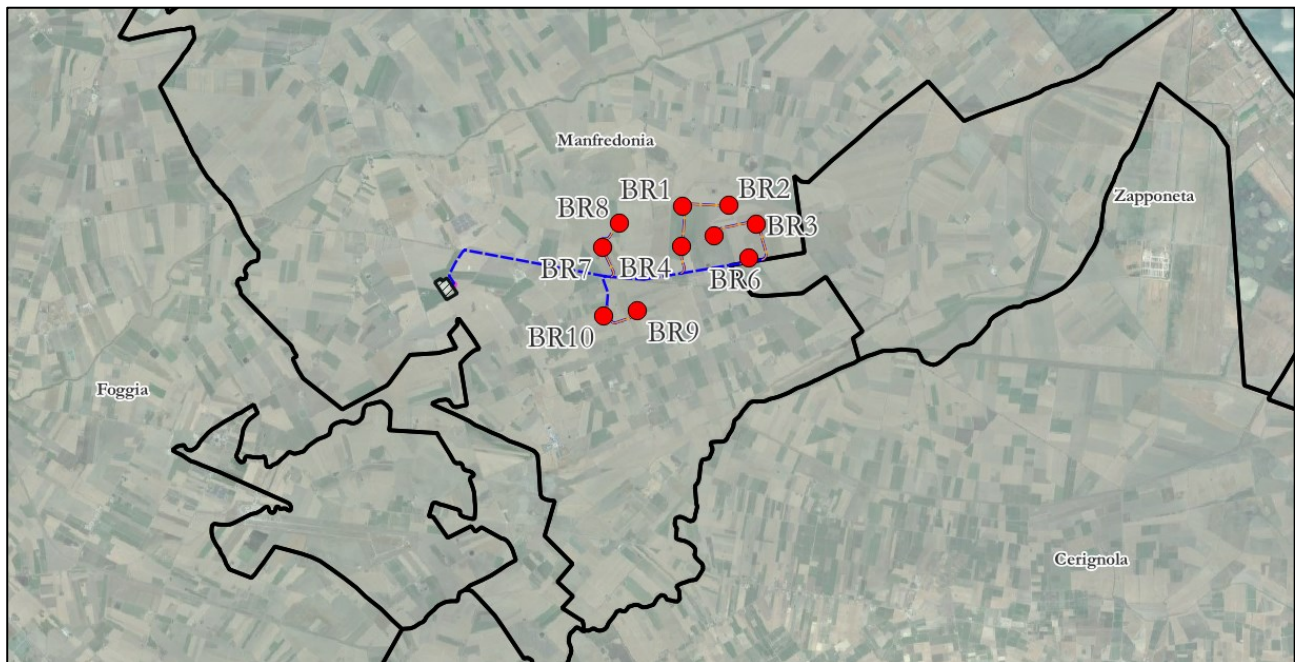 Manfredonia
Zapponeta
BR1
BR2
BR8
BR3
BR7
BR4
BR6
BR10
BR9
Foggia
Cerignola